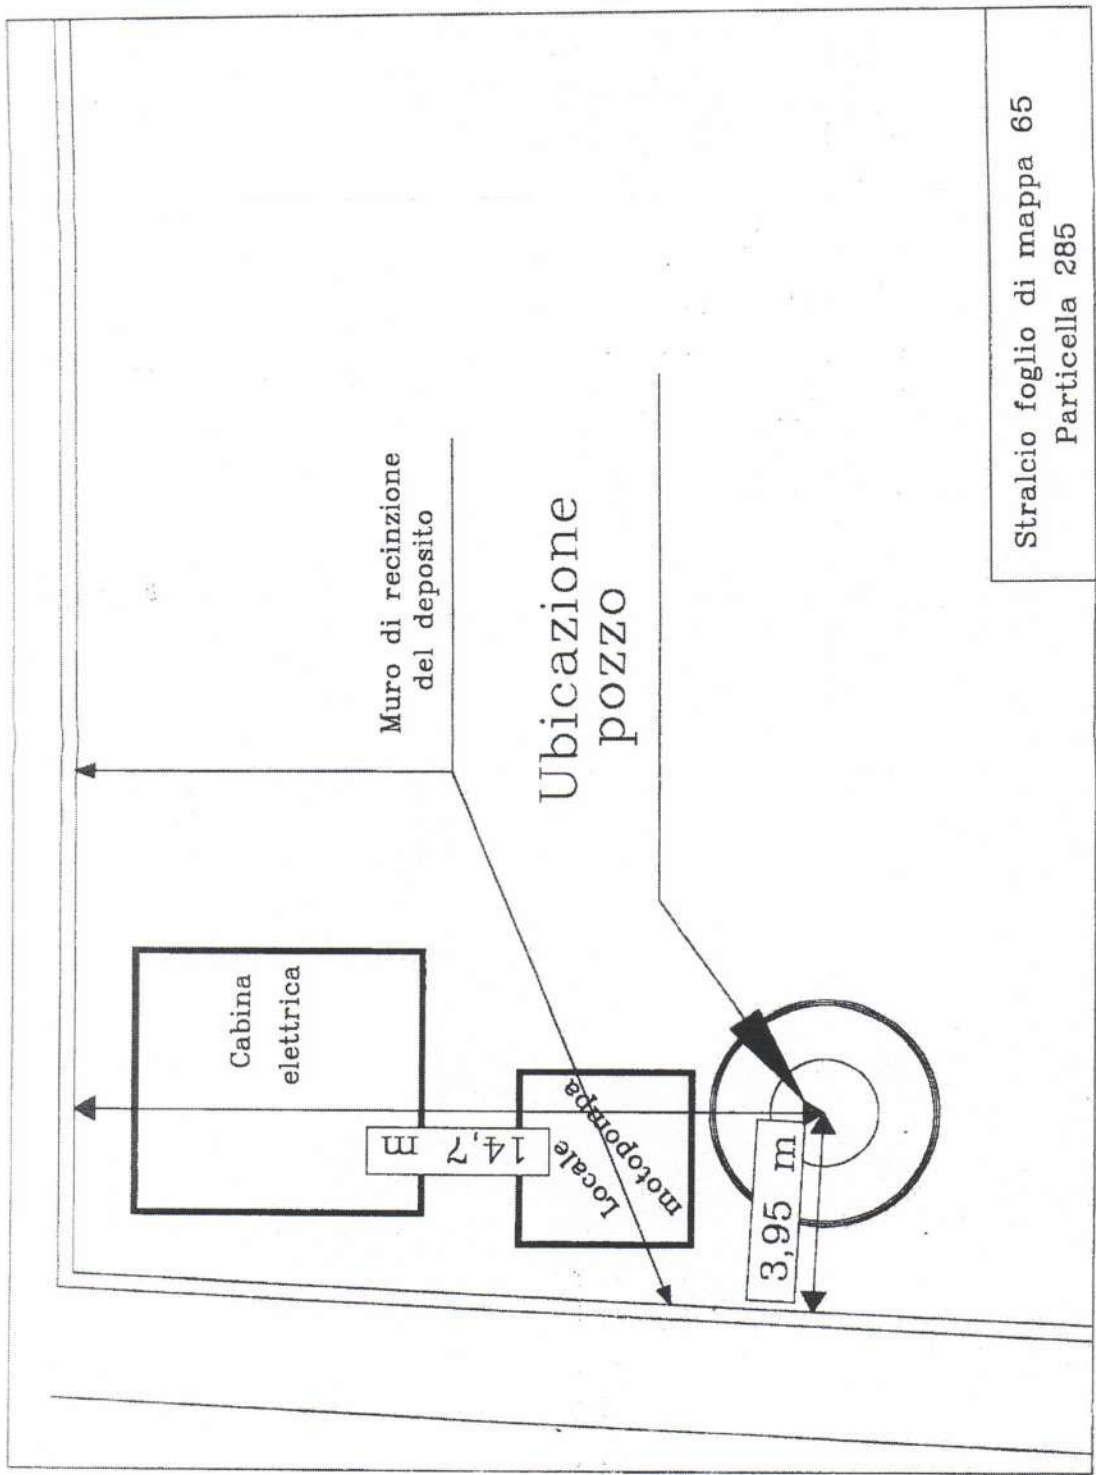 Muro di recinzione
del deposito
Ubicazione
pozzo
Cabina
elettrica
14,7 m
Locale
motopompa
3,95 m
Stralcio foglio di mappa 65
Particella 285